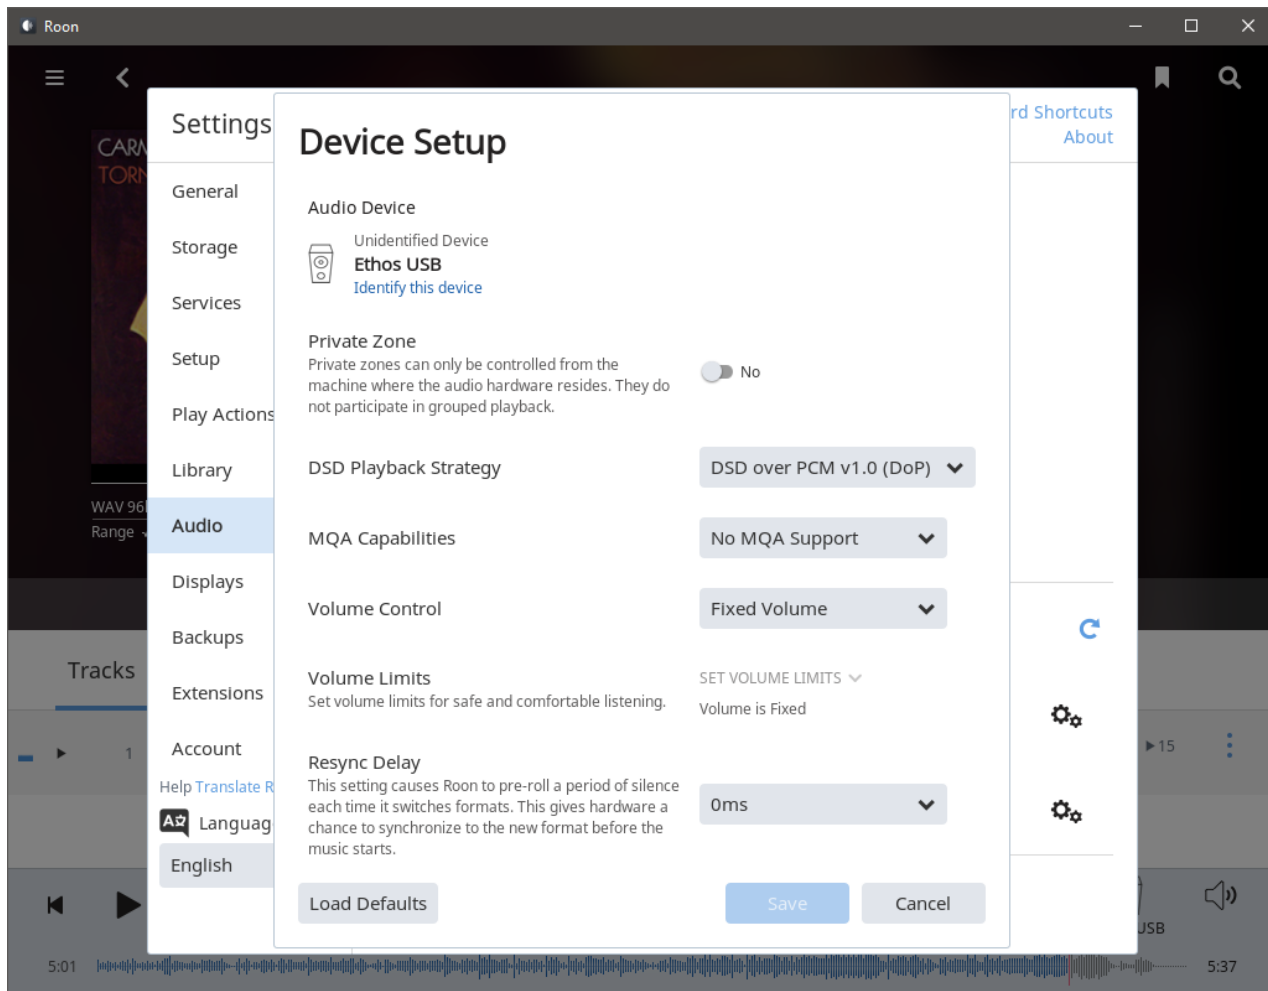 Roon
CARM
TORN
WAV 96
Range
Tracks
1
15
5:01
5:37
USB
Settings
rd Shortcuts
About
General
Storage
Services
Setup
Play Actions
Library
Audio
Displays
Backups
Extensions
Account
Help Translate R
Languag
English
Device Setup
Audio Device
Unidentified Device
Ethos USB
Identify this device
Private Zone
Private zones can only be controlled from the
machine where the audio hardware resides. They do
not participate in grouped playback.
No
DSD Playback Strategy
DSD over PCM v1.0 (DoP)
MQA Capabilities
No MQA Support
Volume Control
Fixed Volume
Volume Limits
Set volume limits for safe and comfortable listening.
SET VOLUME LIMITS
Volume is Fixed
Resync Delay
This setting causes Roon to pre-roll a period of silence
each time it switches formats. This gives hardware a
chance to synchronize to the new format before the
music starts.
0ms
Load Defaults
Save
Cancel